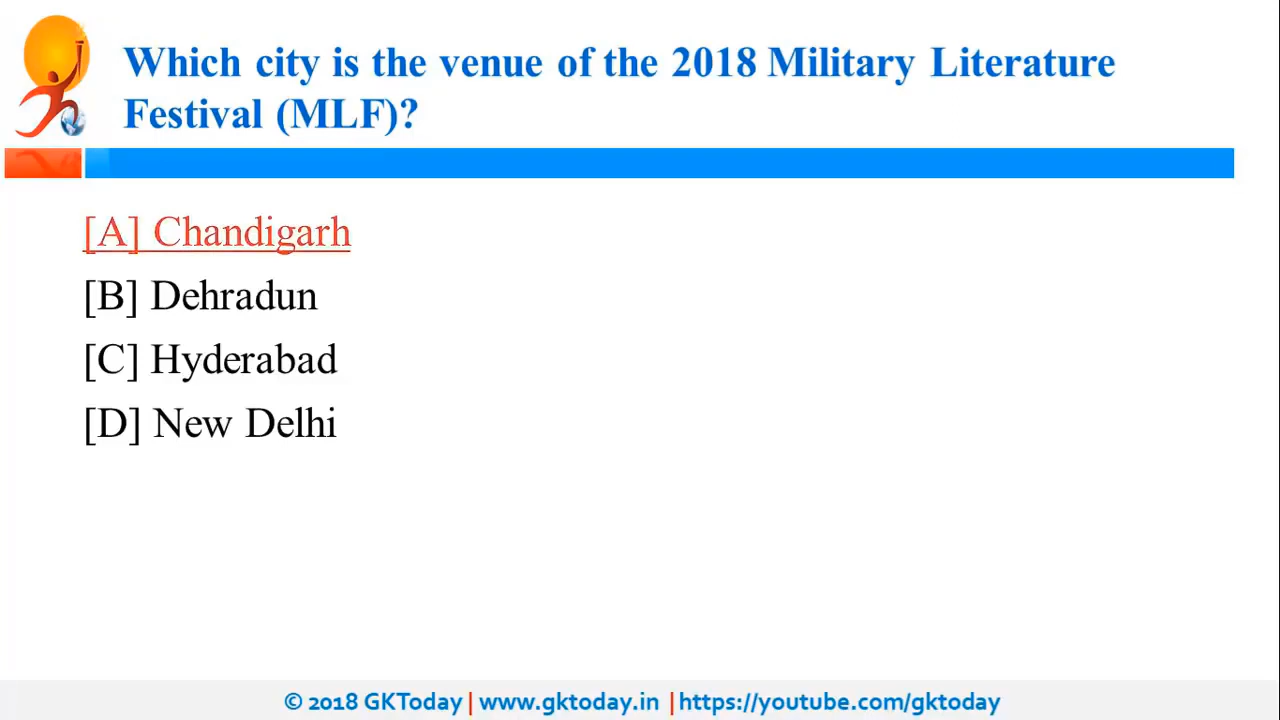 Which city is the venue of the 2018 Military Literature
Festival (MLF)?
[A] Chandigarh
[B] Dehradun
[C] Hyderabad
[D] New Delhi
© 2018 GKToday | www.gktoday.in | https://youtube.com/gktoday